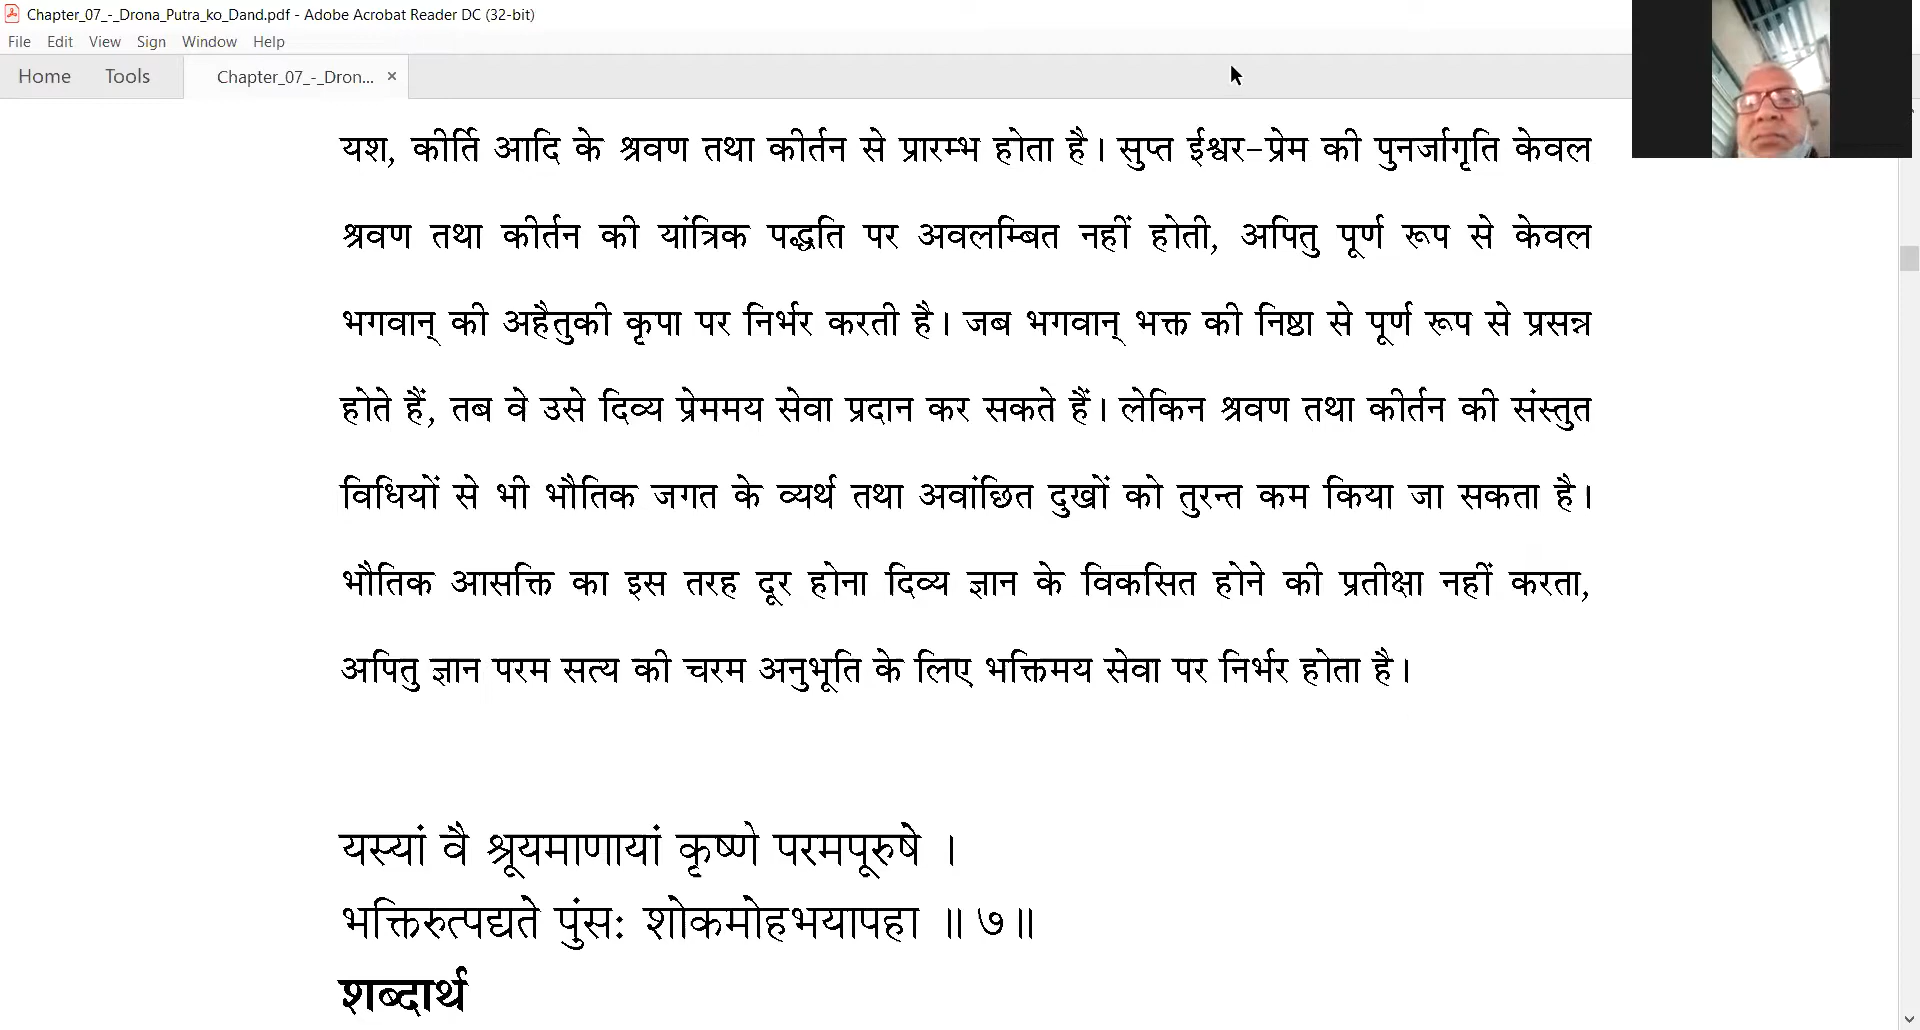 Chapter_07_-_Drona_Putra_ko_Dand.pdf - Adobe Acrobat Reader DC (32-bit)
File Edit View Sign Window Help
Home Tools Chapter_07_-_Dron... ×
यश, कीर्ति आदि के श्रवण तथा कीर्तन से प्रारम्भ होता है। सुप्त ईश्वर-प्रेम की पुनर्जागृति केवल
श्रवण तथा कीर्तन की यांत्रिक पद्धति पर अवलम्बित नहीं होती, अपितु पूर्ण रूप से केवल
भगवान् की अहैतुकी कृपा पर निर्भर करती है। जब भगवान् भक्त की निष्ठा से पूर्ण रूप से प्रसन्न
होते हैं, तब वे उसे दिव्य प्रेममय सेवा प्रदान कर सकते हैं। लेकिन श्रवण तथा कीर्तन की संस्तुत
विधियों से भी भौतिक जगत के व्यर्थ तथा अवांछित दुखों को तुरन्त कम किया जा सकता है।
भौतिक आसक्ति का इस तरह दूर होना दिव्य ज्ञान के विकसित होने की प्रतीक्षा नहीं करता,
अपितु ज्ञान परम सत्य की चरम अनुभूति के लिए भक्तिमय सेवा पर निर्भर होता है।
यस्यां वै श्रूयमाणायां कृष्णे परमपूरुषे ।
भक्तिरुत्पद्यते पुंसः शोकमोहभयापहा ॥ ७॥
शब्दार्थ